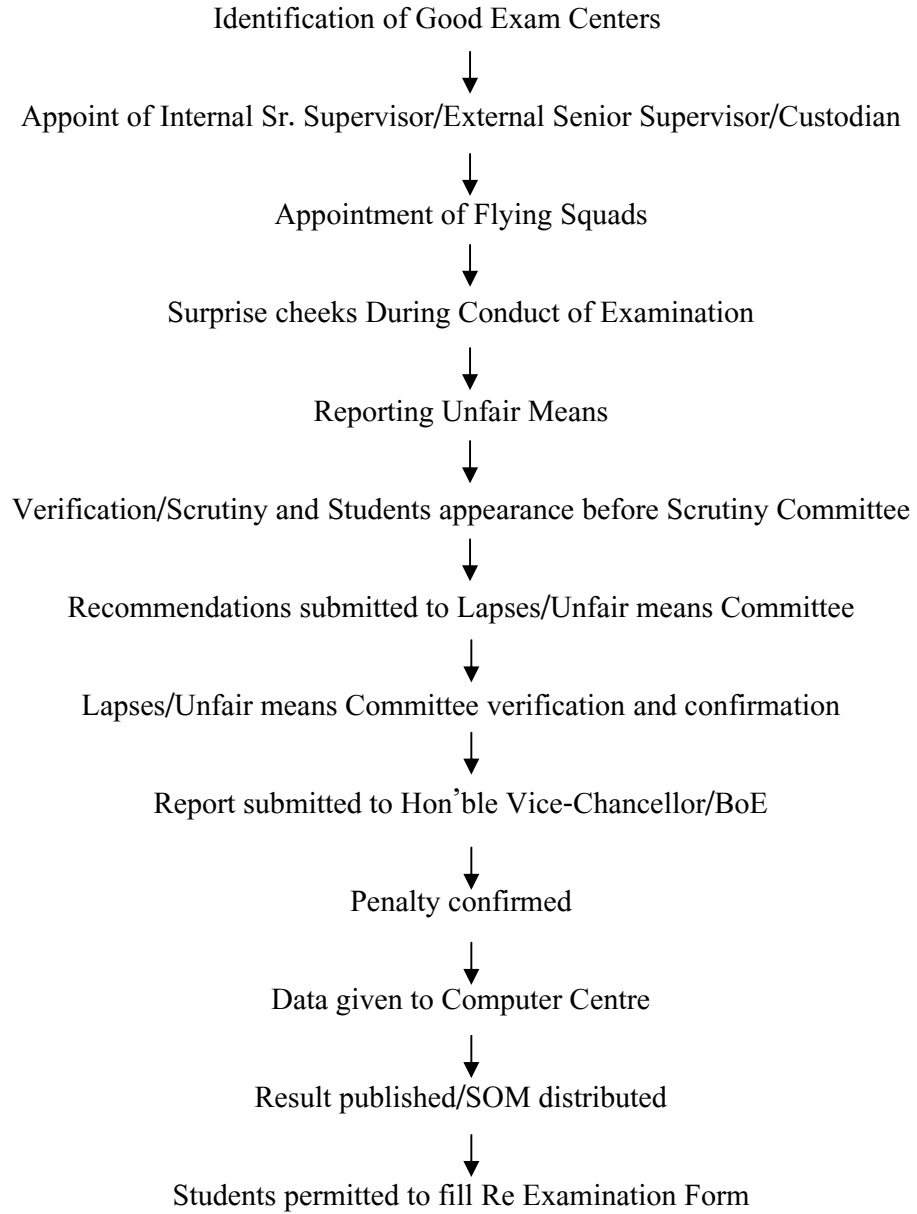 Identification of Good Exam Centers
Appoint of Internal Sr. Supervisor/External Senior Supervisor/Custodian
Appointment of Flying Squads
Surprise cheeks During Conduct of Examination
Reporting Unfair Means
Verification/Scrutiny and Students appearance before Scrutiny Committee
Recommendations submitted to Lapses/Unfair means Committee
Lapses/Unfair means Committee verification and confirmation
Report submitted to Hon’ble Vice-Chancellor/BoE
Penalty confirmed
Data given to Computer Centre
Result published/SOM distributed
Students permitted to fill Re Examination Form